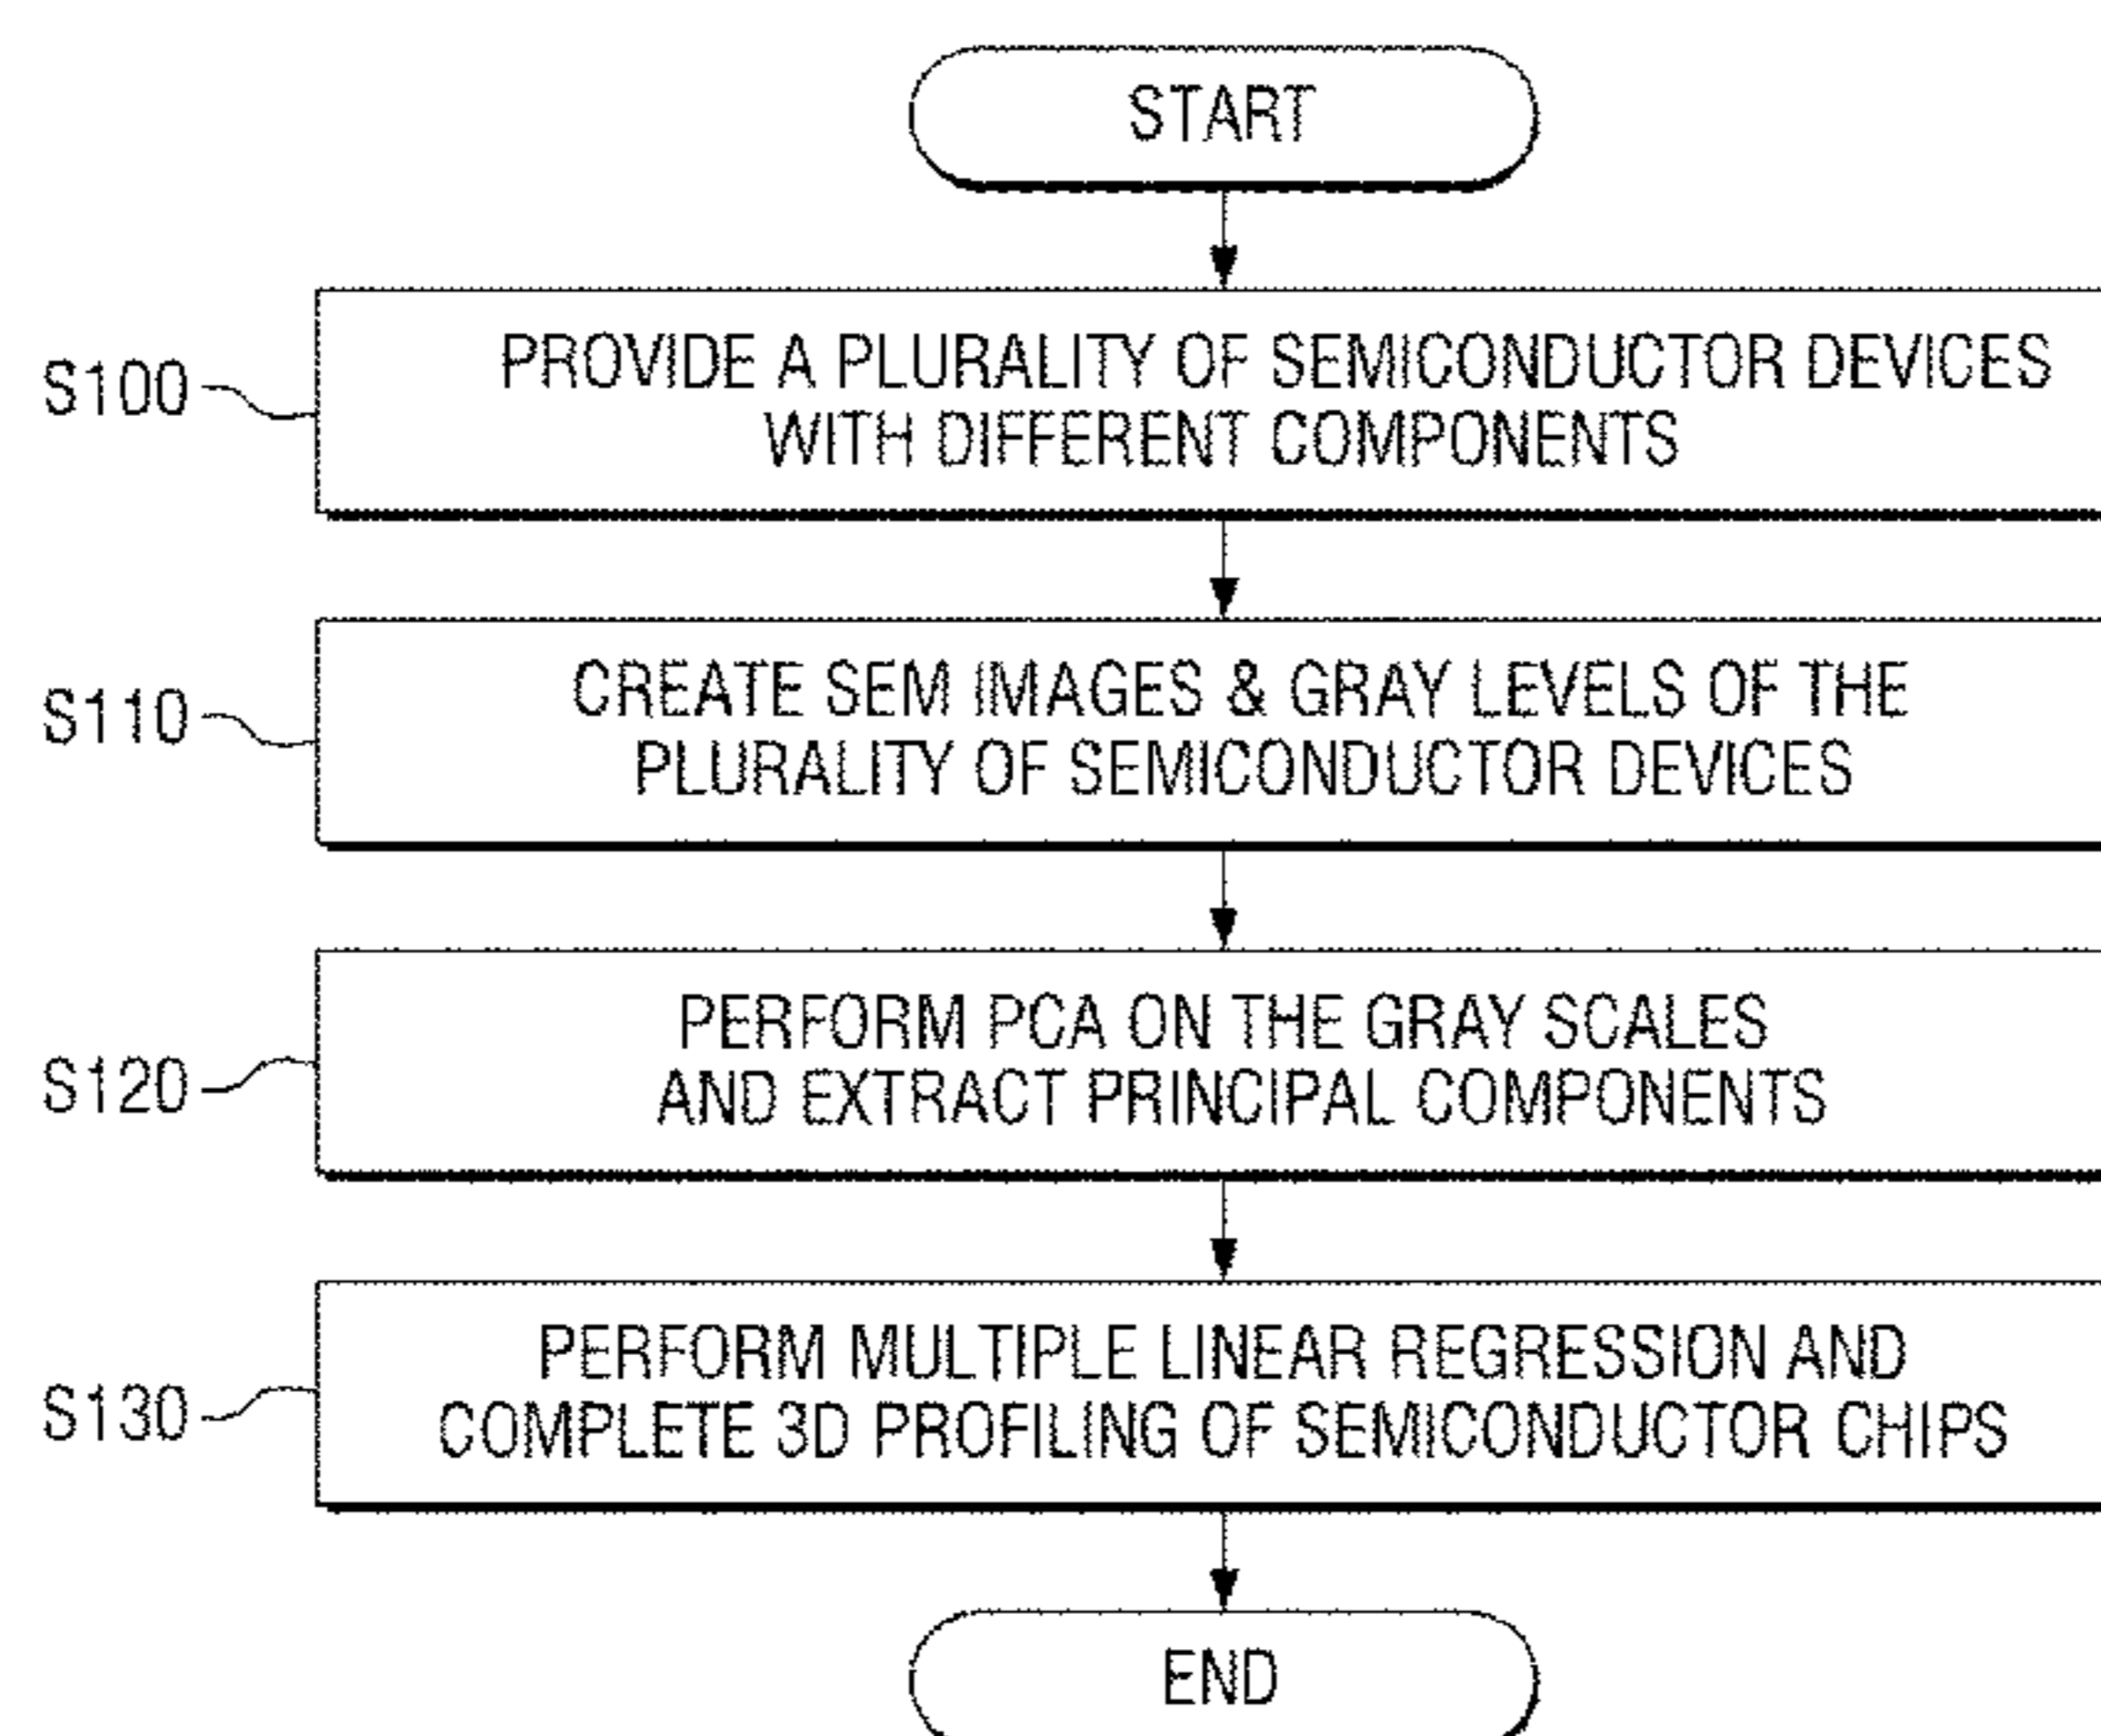 START
S100
PROVIDE A PLURALITY OF SEMICONDUCTOR DEVICES
WITH DIFFERENT COMPONENTS
S110
CREATE SEM IMAGES & GRAY LEVELS OF THE
PLURALITY OF SEMICONDUCTOR DEVICES
S120
PERFORM PCA ON THE GRAY SCALES
AND EXTRACT PRINCIPAL COMPONENTS
S130
PERFORM MULTIPLE LINEAR REGRESSION AND
COMPLETE 3D PROFILING OF SEMICONDUCTOR CHIPS
END